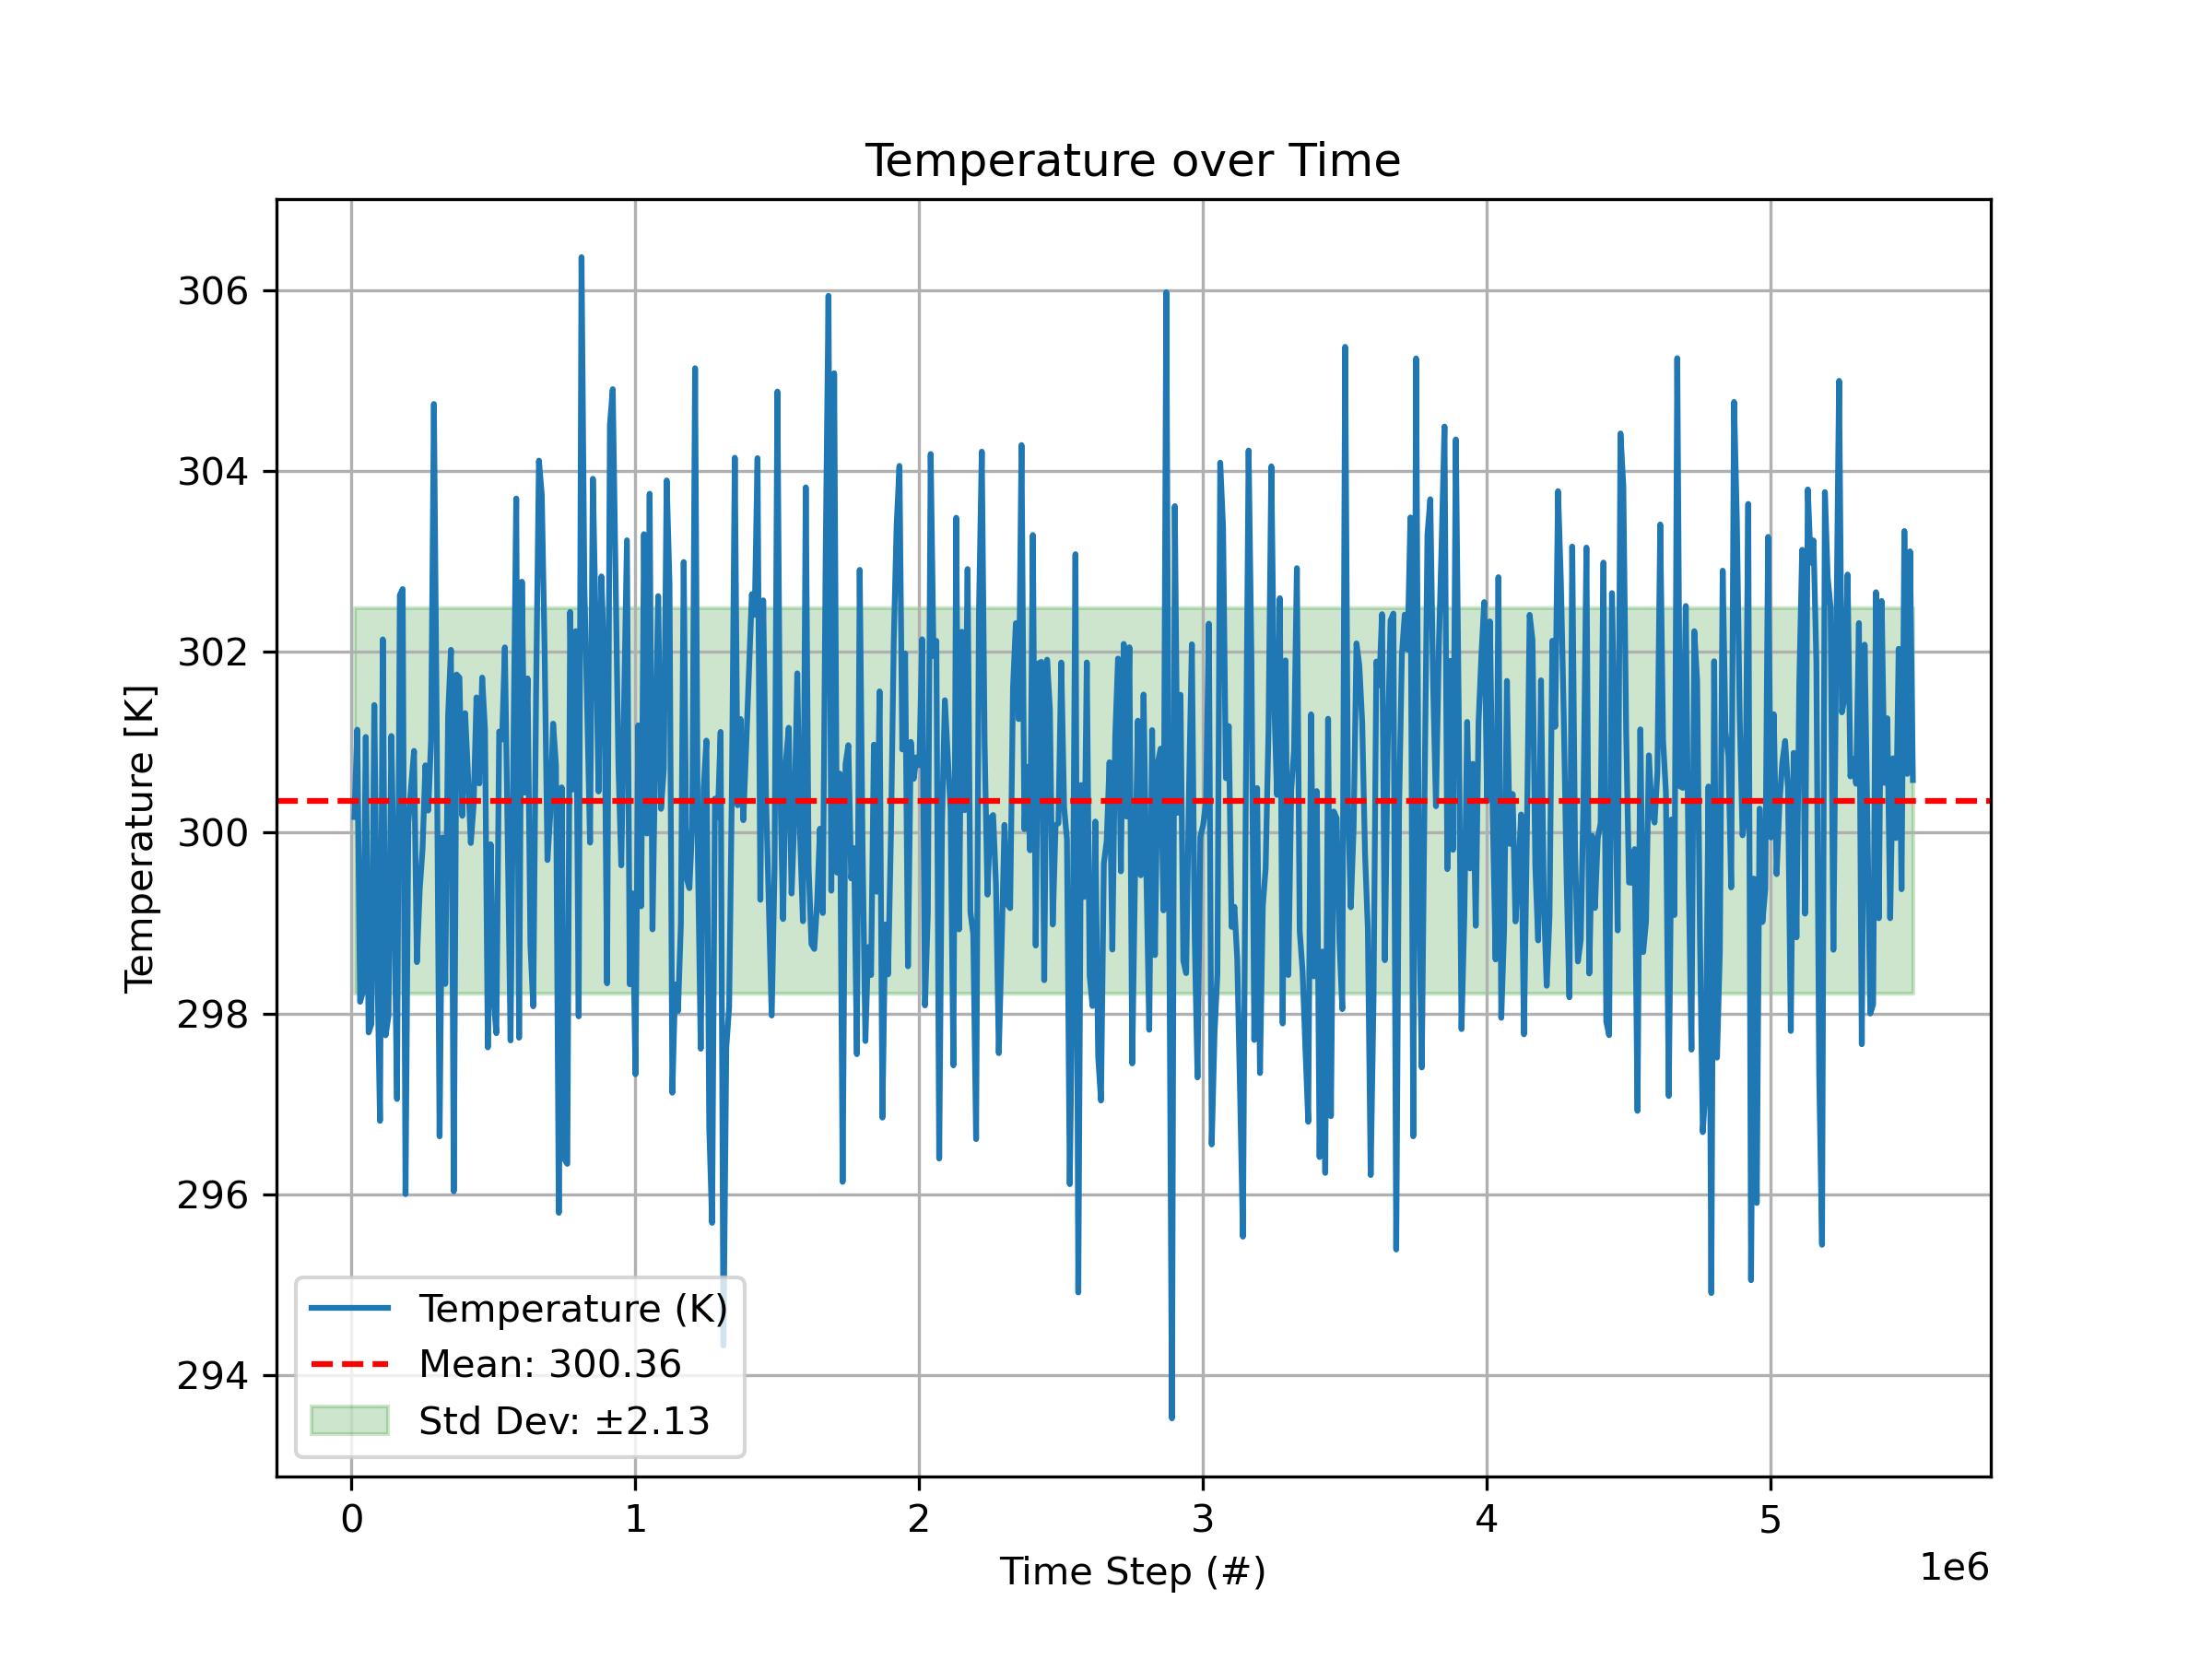 Temperature over Time
Temperature [K]
306
304
302
300
298
296
294
Temperature (K)
Mean: 300.36
Std Dev: ±2.13
0 1 2 3 4 5
Time Step (#)
1e6